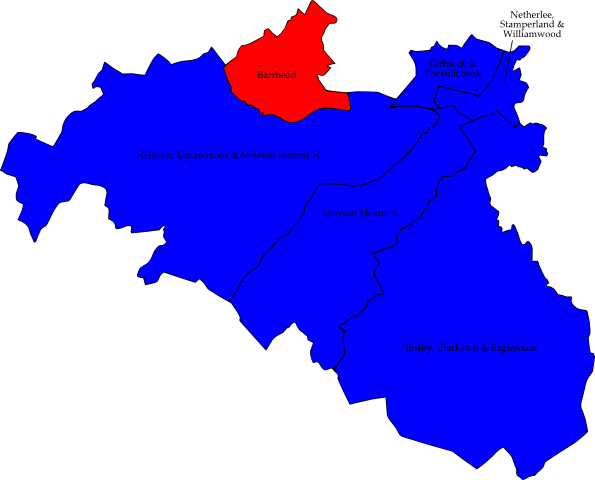 Netherlee,
Stamperland &
Williamwood
Giffnock &
Thornliebank
Barrhead
Neilston, Uplawmoor & Newton Mearns N.
Newton Mearns S.
Busby, Clarkston & Eaglesham